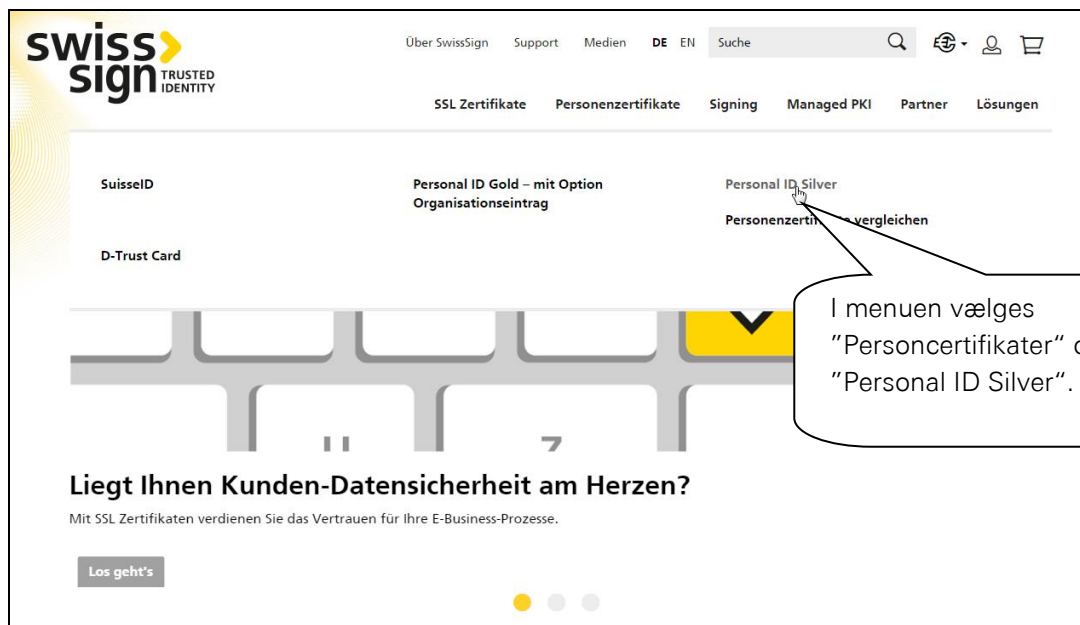 swiss
sign TRUSTED
IDENTITY
Über SwissSign Support Medien DE EN Suche
SSL Zertifikate Personenzertifikate Signing Managed PKI Partner Lösungen
SuisseID
Personal ID Gold – mit Option
Organisationseintrag
Personal ID Silver
Personenzertifikate vergleichen
D-Trust Card
I menuen vælges
”Personcertifikater“
”Personal ID Silver“.
U Z
Liegt Ihnen Kunden-Datensicherheit am Herzen?
Mit SSL Zertifikaten verdienen Sie das Vertrauen für Ihre E-Business-Prozesse.
Los geht's